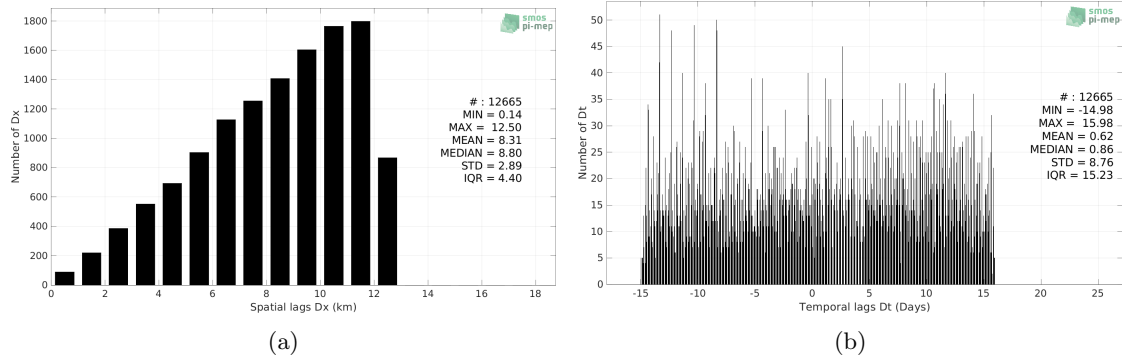 1800
1600
1400
1200
1000
800
600
400
200
0
Number of Dx
smos
pi-mep
# : 12665
MIN = 0.14
MAX = 12.50
MEAN = 8.31
MEDIAN = 8.80
STD = 2.89
IQR = 4.40
0 2 4 6 8 10 12 14 16 18
Spatial lags Dx (km)
(a)
50
45
40
35
30
25
20
15
10
5
0
Number of Dt
smos
pi-mep
# : 12665
MIN = -14.98
MAX = 15.98
MEAN = 0.62
MEDIAN = 0.86
STD = 8.76
IQR = 15.23
-15 -10 -5 0 5 10 15 20 25
Temporal lags Dt (Days)
(b)